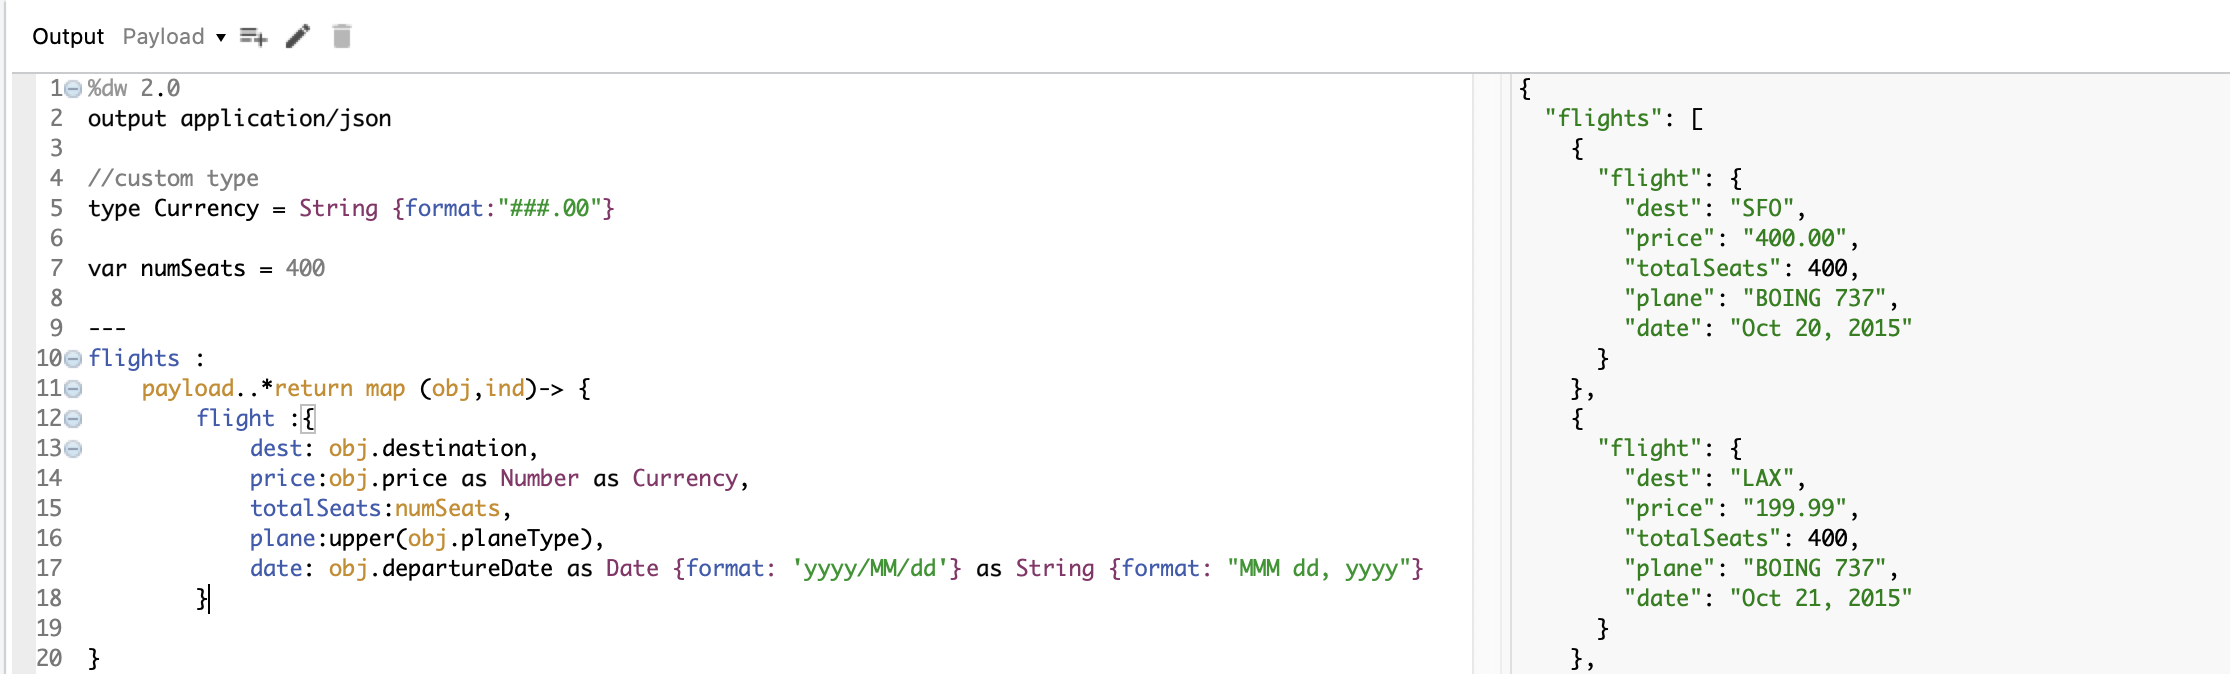 Output Payload
1 %dw 2.0
2 output application/json
3
4 //custom type
5 type Currency = String {format:"###.00"}
6
7 var numSeats = 400
8
9 ---
10 flights :
11 payload..*return map (obj,ind)-> {
12 flight :{
13 dest: obj.destination,
14 price:obj.price as Number as Currency,
15 totalSeats:numSeats,
16 plane:upper(obj.planeType),
17 date: obj.departureDate as Date {format: 'yyyy/MM/dd'} as String {format: "MMM dd, yyyy"}
18 }
19
20 }
{
"flights": [
{
"flight": {
"dest": "SFO",
"price": "400.00",
"totalSeats": 400,
"plane": "BOING 737",
"date": "Oct 20, 2015"
}
},
{
"flight": {
"dest": "LAX",
"price": "199.99",
"totalSeats": 400,
"plane": "BOING 737",
"date": "Oct 21, 2015"
}
},